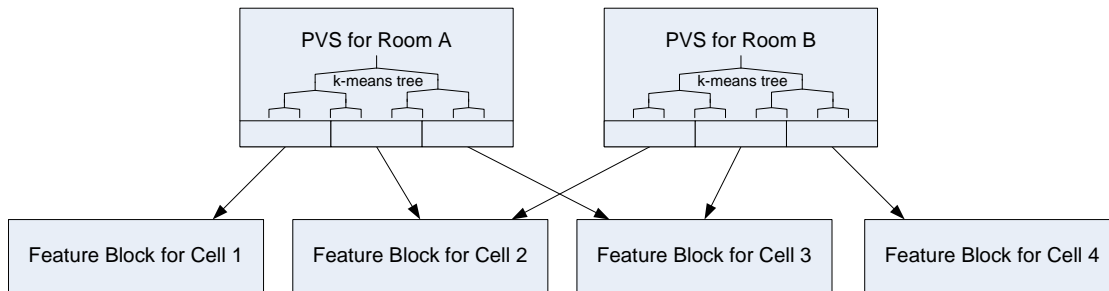 PVS for Room A
PVS for Room B
k-means tree
k-means tree
Feature Block for Cell 1
Feature Block for Cell 2
Feature Block for Cell 3
Feature Block for Cell 4